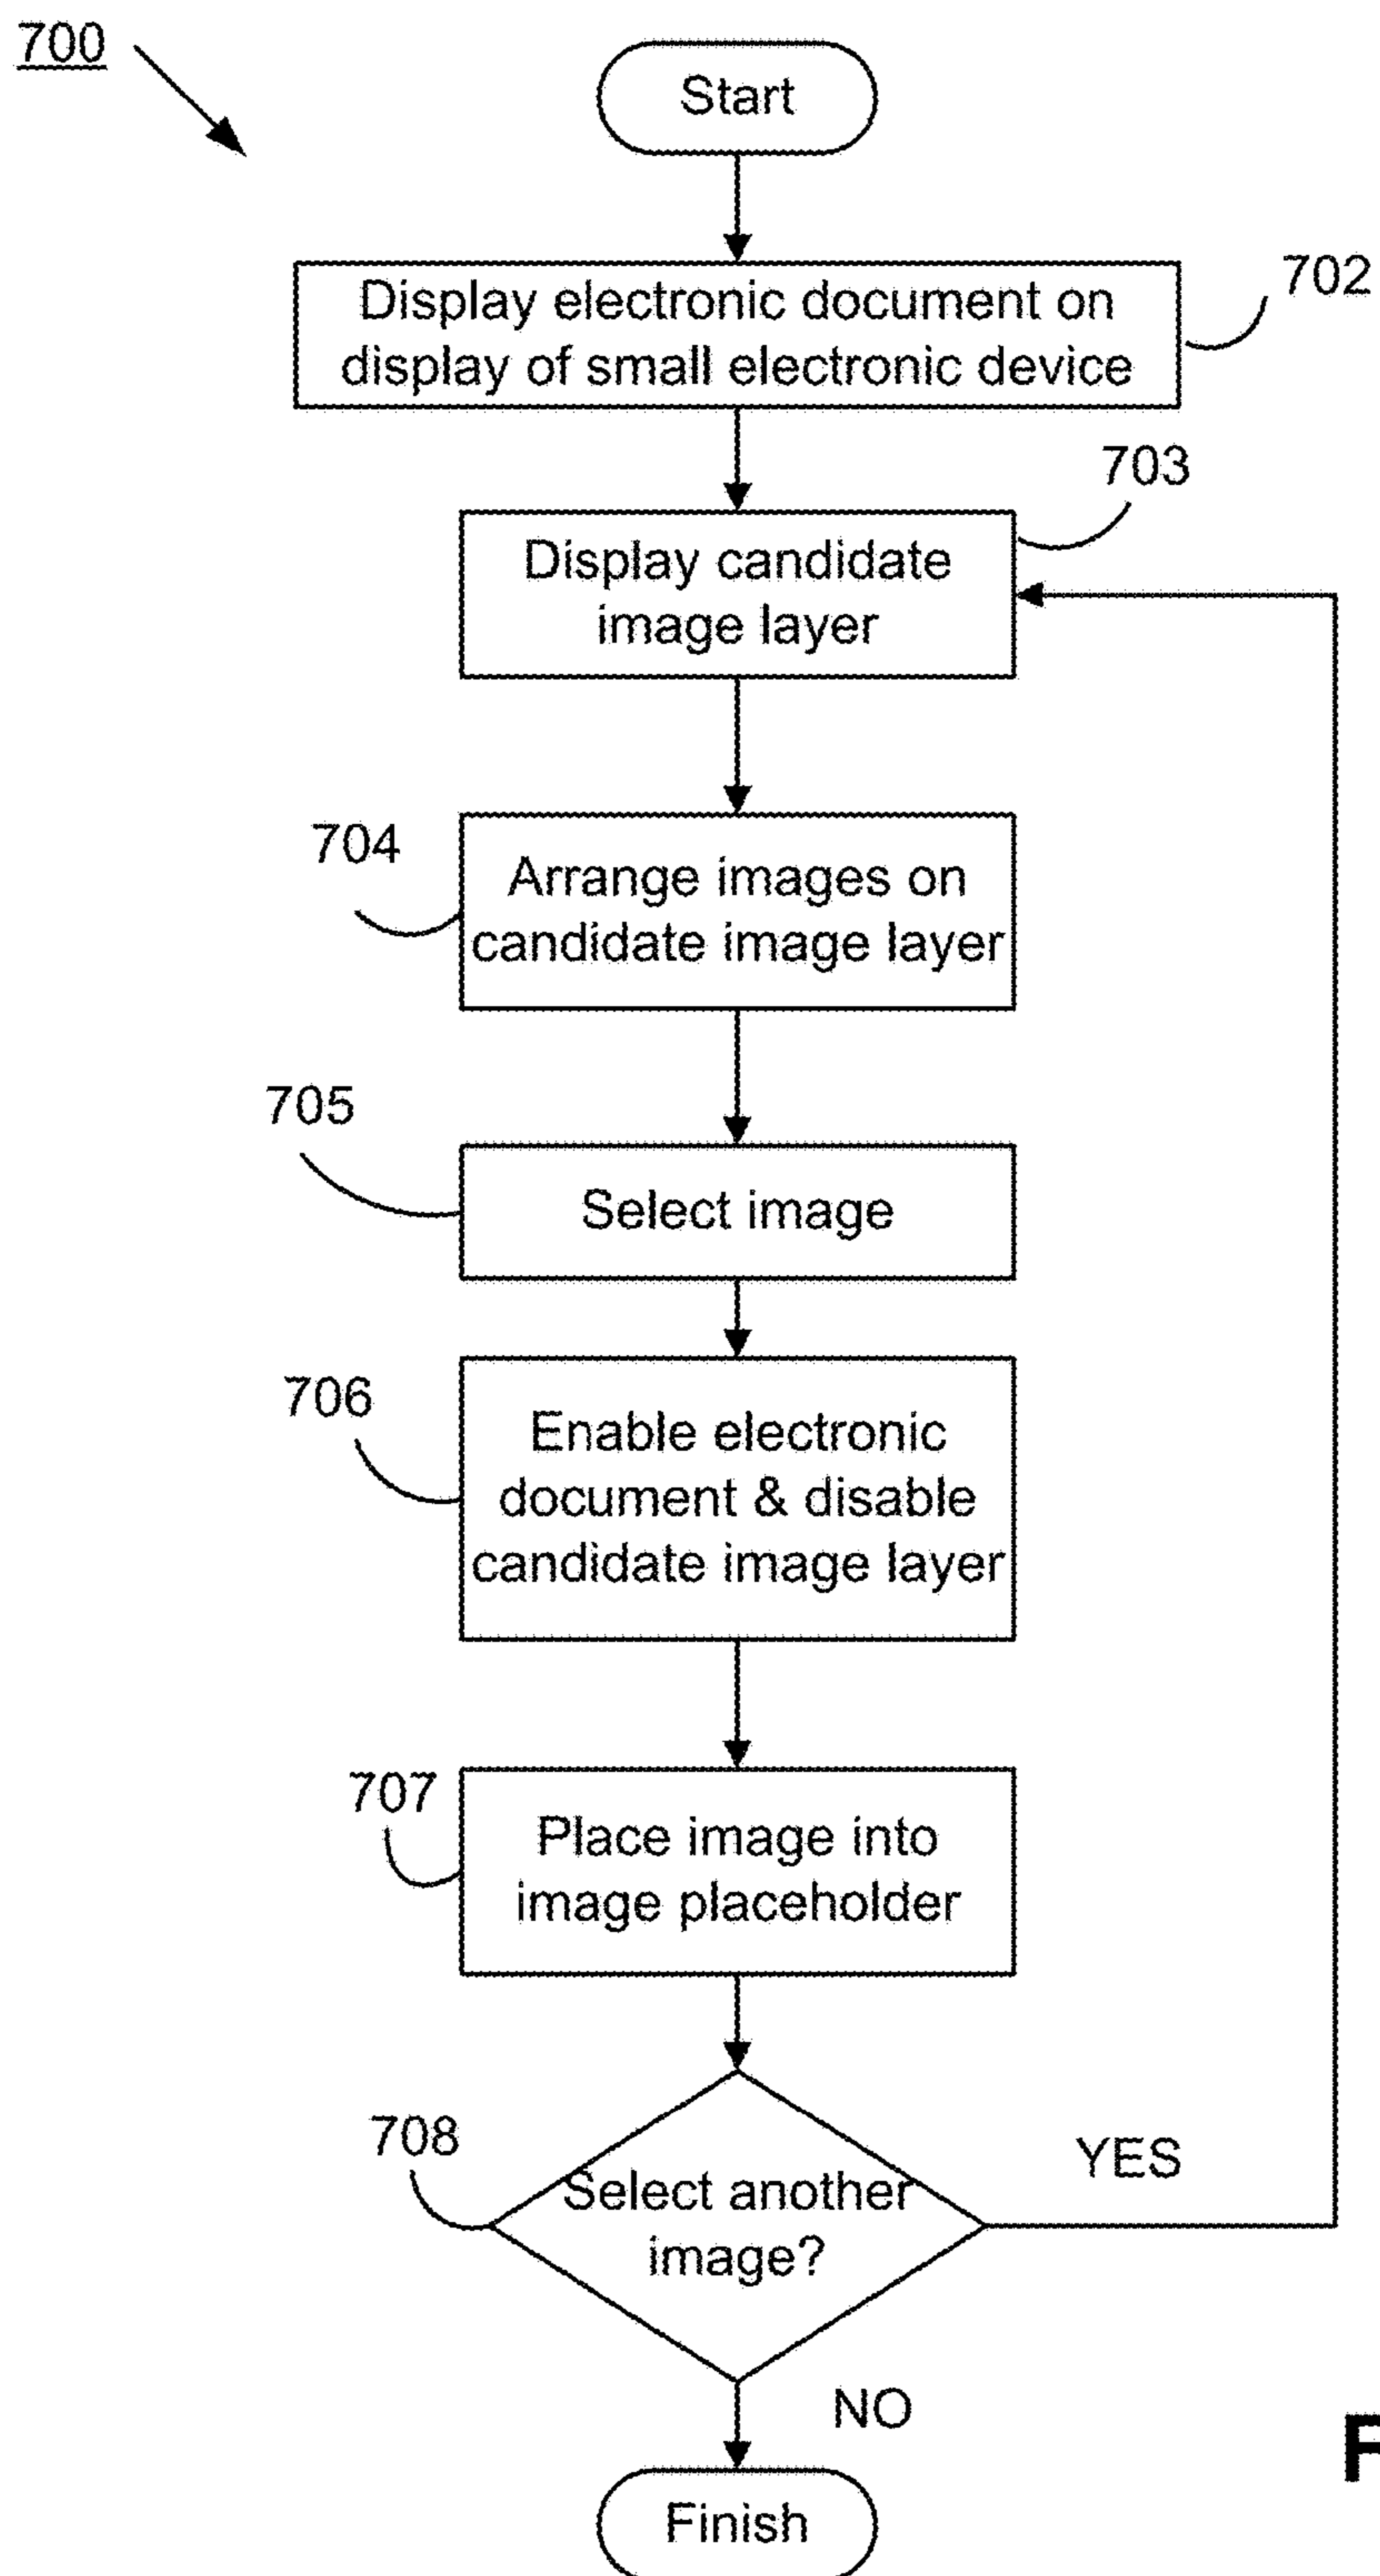 700
Start
Display electronic document on
display of small electronic device
702
703
Display candidate
image layer
704
Arrange images on
candidate image layer
705
Select image
706
Enable electronic
document & disable
candidate image layer
707
Place image into
image placeholder
708
Select another
image?
YES
NO
Finish